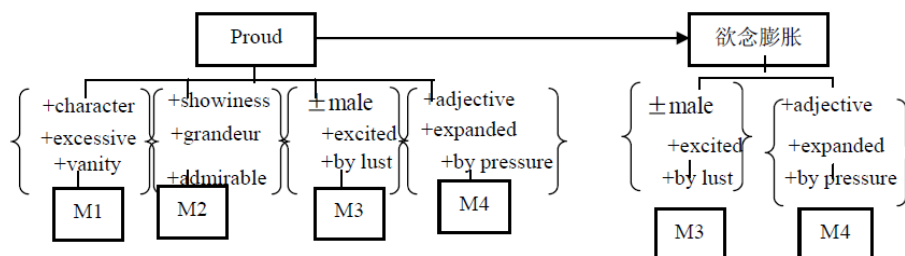 Proud
欲念膨胀
+character
+excessive
+vanity
M1
+showiness
+grandeur
+admirable
M2
±male
+excited
+by lust
M3
+adjective
+expanded
+by pressure
M4
±male
+excited
+by lust
M3
+adjective
+expanded
+by pressure
M4